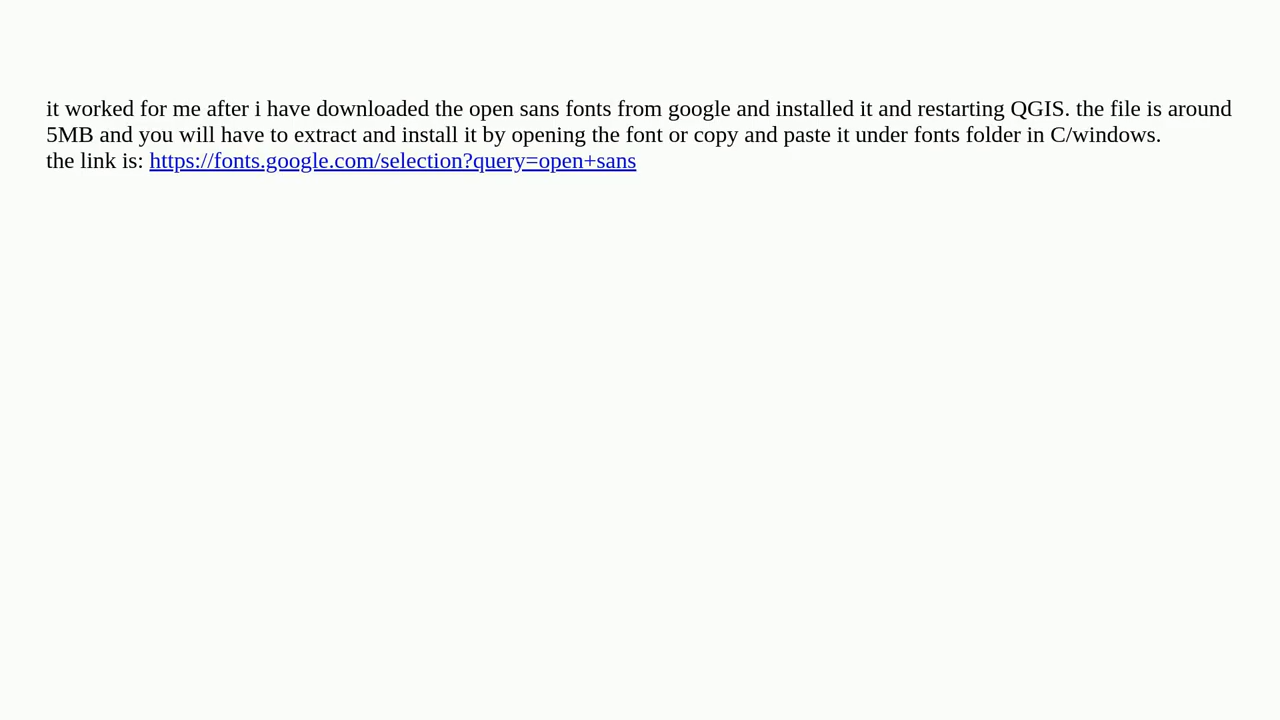 it worked for me after i have downloaded the open sans fonts from google and installed it and restarting QGIS. the file is around
5MB and you will have to extract and install it by opening the font or copy and paste it under fonts folder in C/windows.
the link is: https://fonts.google.com/selection?query=open+sans